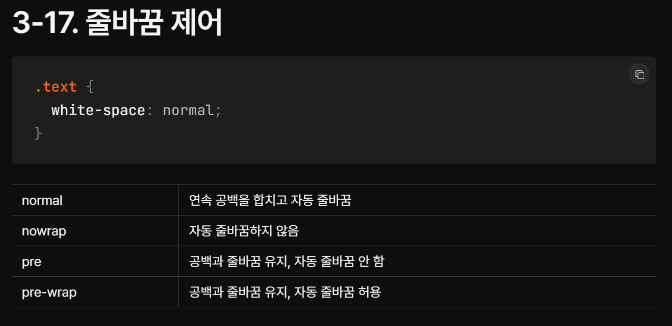 3-17. 줄바꿈 제어
.text {
  white-space: normal;
}
normal 연속 공백을 합치고 자동 줄바꿈
nowrap 자동 줄바꿈하지 않음
pre 공백과 줄바꿈 유지, 자동 줄바꿈 안 함
pre-wrap 공백과 줄바꿈 유지, 자동 줄바꿈 허용